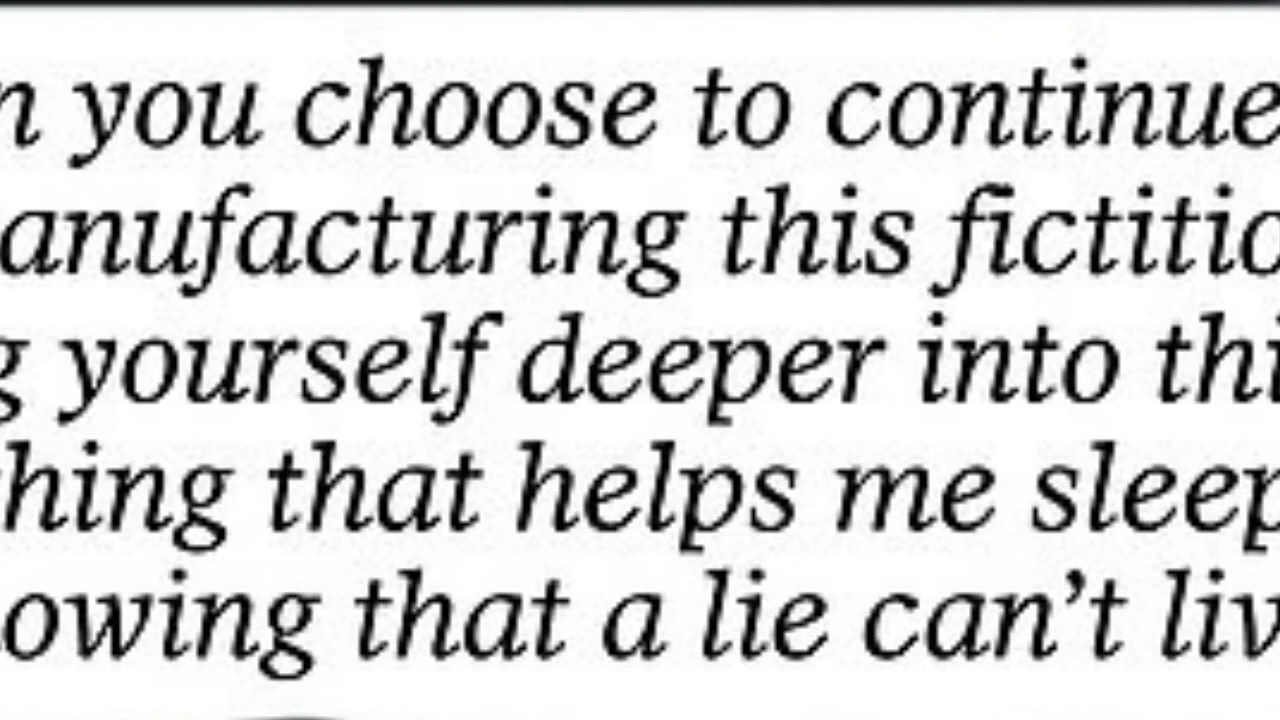 n you choose to continue
anufacturing this fictitio
g yourself deeper into thi
hing that helps me sleep
owing that a lie can’t liv